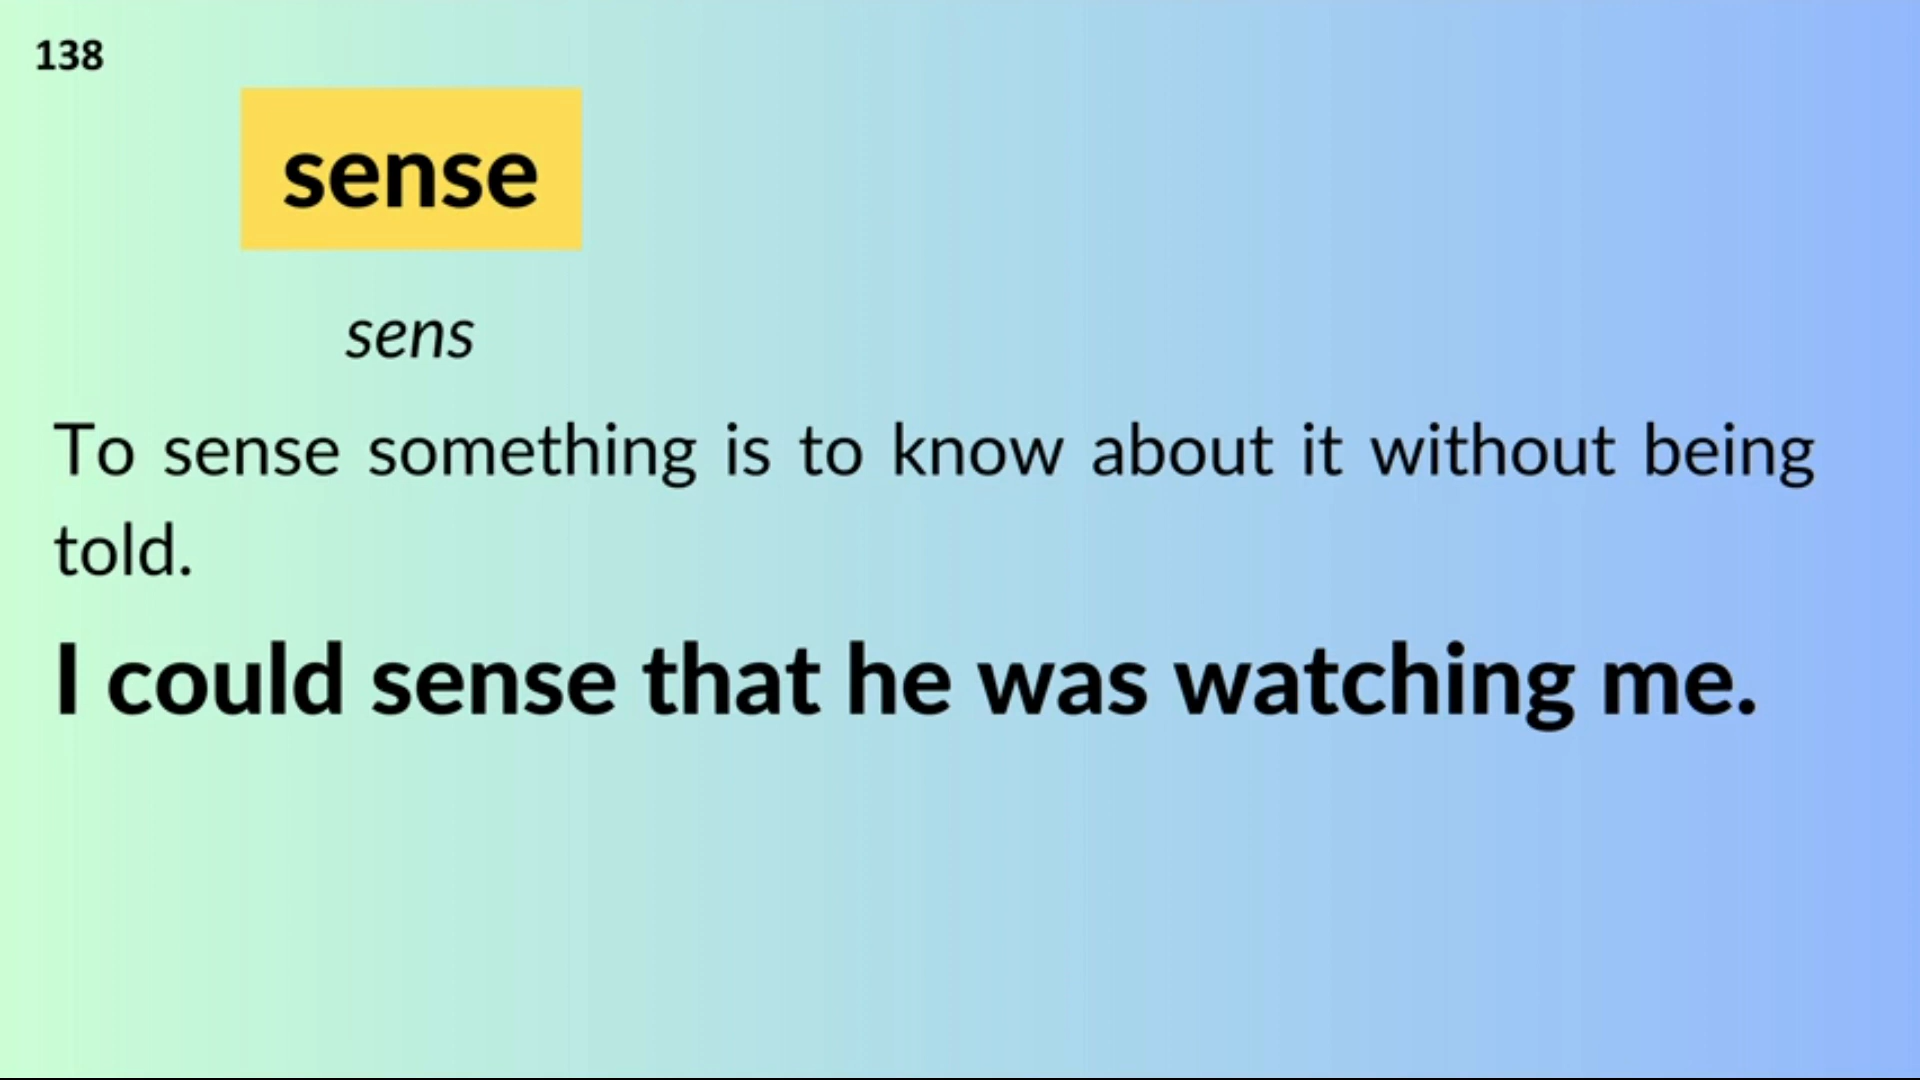 138
sense
sens
To sense something is to know about it without being
told.
I could sense that he was watching me.